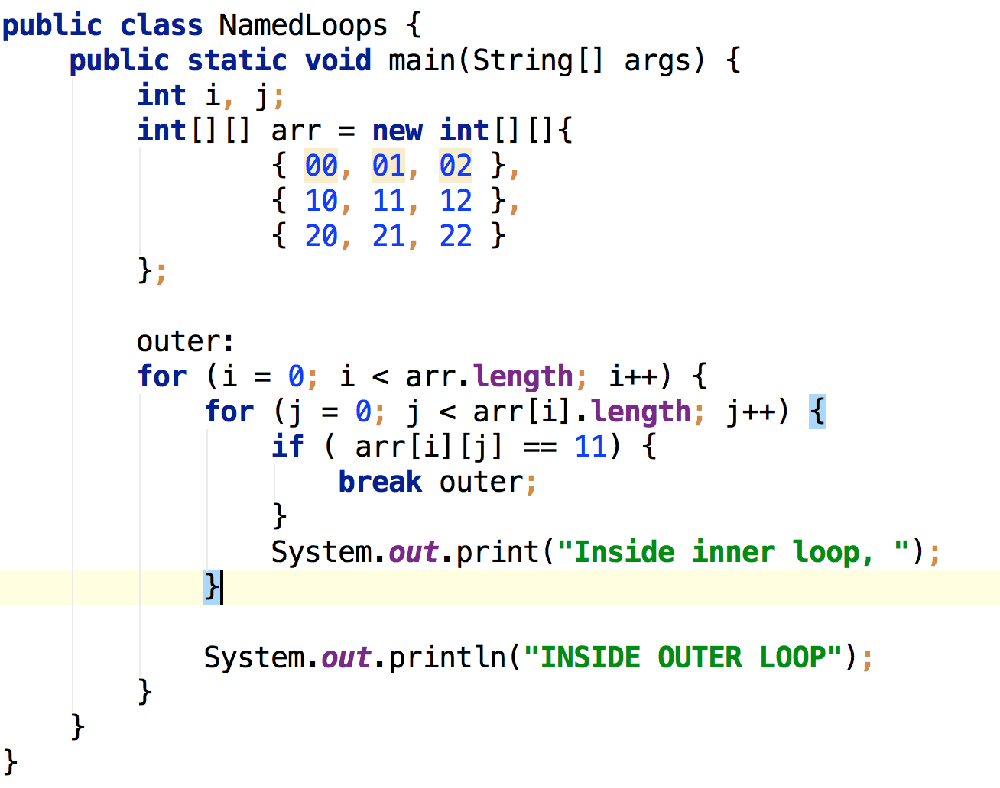 public class NamedLoops {
    public static void main(String[] args) {
        int i, j;
        int[][] arr = new int[][]{
                { 00, 01, 02 },
                { 10, 11, 12 },
                { 20, 21, 22 }
        };

        outer:
        for (i = 0; i < arr.length; i++) {
            for (j = 0; j < arr[i].length; j++) {
                if ( arr[i][j] == 11) {
                    break outer;
                }
                System.out.print("Inside inner loop, ");
            }

            System.out.println("INSIDE OUTER LOOP");
        }
    }
}